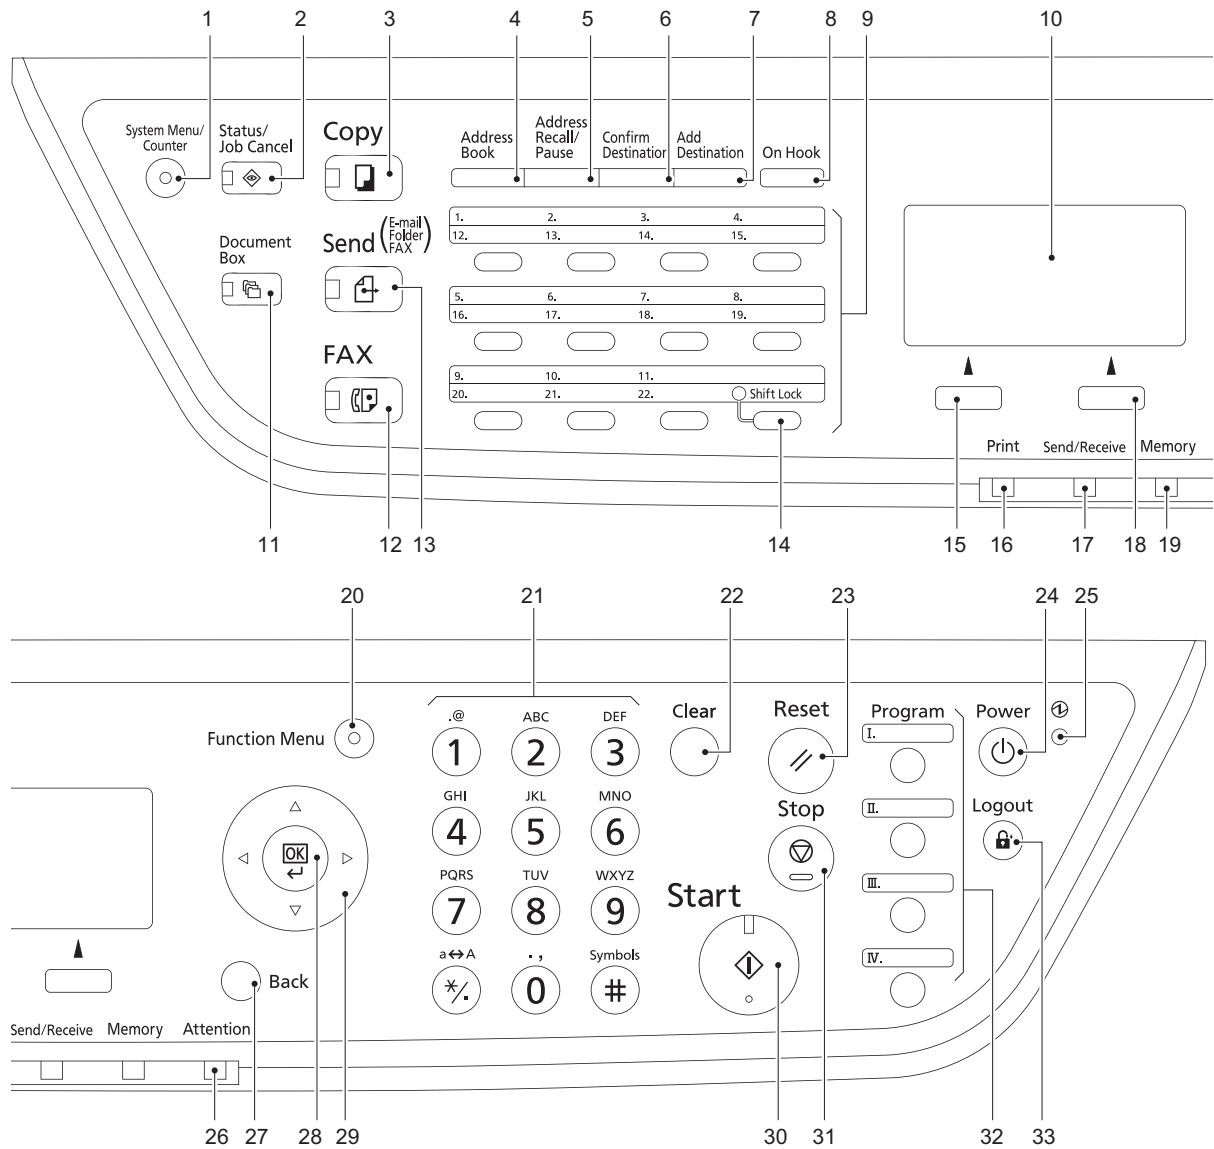 1 2 3 4 5 6 7 8 9 10
System Menu/
Counter
Status/
Job Cancel
Copy
Address
Book
Address
Recall/
Pause
Confirm
Destination
Add
Destination
On Hook
Document
Box
Send
E-mail
Folder
FAX
FAX
1. 2. 3. 4.
12. 13. 14. 15.
5. 6. 7. 8.
16. 17. 18. 19.
9. 10. 11.
20. 21. 22.
Shift Lock
Print Send/Receive Memory
11 12 13 14 15 16 17 18 19
20 21 22 23 24 25
Function Menu
OK
Back
Send/Receive Memory Attention
.@ ABC DEF
1 2 3
GHI JKL MNO
4 5 6
PQRS TUV WXYZ
7 8 9
a↔A . , Symbols
*/. 0 #
Clear
Reset
Stop
Start
Program
I.
II.
III.
IV.
Power
Logout
26 27 28 29 30 31 32 33